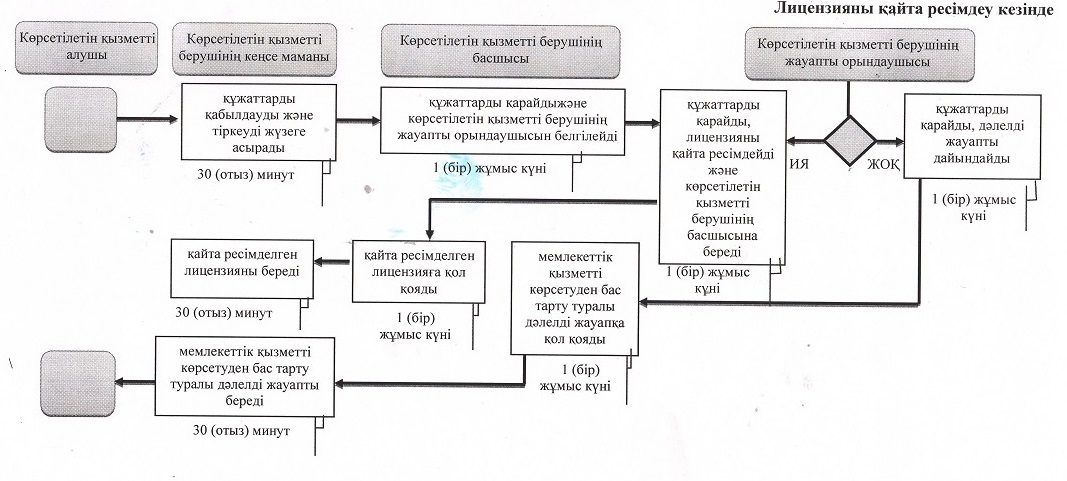 Лицензияны қайта ресімдеу кезінде
Көрсетілетін қызметті
алушы
Көрсетілетін қызметті
берушінің кеңсе маманы
Көрсетілетін қызметті берушінің
басшысы
Көрсетілетін қызметті берушінің
жауапты орындаушысы
құжаттарды
қабылдауды және
тіркеуді жүзеге
асырады
30 (отыз) минут
құжаттарды карайдыжәне
көрсетілетін қызметті берушінің
жауапты орындаушысын белгілейді
1 (бір) жұмыс күні
құжаттарды
қарайды,
лицензияны
қайта ресімдейді
және
көрсетілетін
қызметті
берушінің
басшысына
береді
1 (бір) жұмыс
күні
ИЯ
ЖОҚ
құжаттарды
қарайды, дәлелді
жауапты
дайындайды
1 (бір) жұмыс
күні
қайта ресімделген
лицензияны береді
30 (отыз) минут
қайта ресімделген
лицензияға қол
қояды
1 (бір)
жұмыс күні
мемлекеттік
қызметті
көрсетуден бас
тарту туралы
дәлелді жауапқа
қол қояды
1 (бір)
жұмыс күні
мемлекеттік қызметті
көрсетуден бас тарту
туралы дәлелді жауапты
береді
30 (отыз) минут